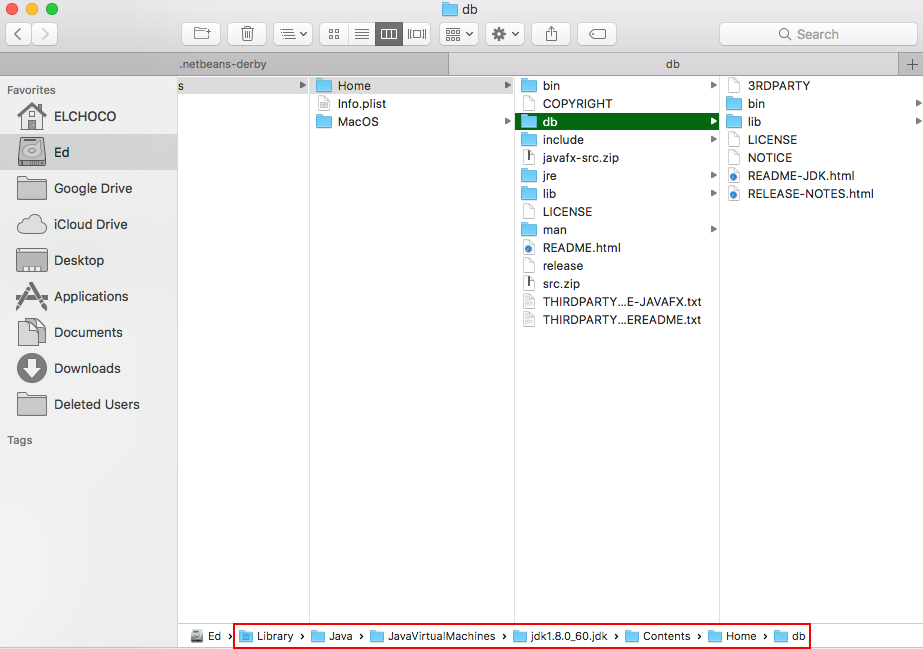 db
Search
.netbeans-derby
db
Favorites
ELCHOCO
Ed
Google Drive
iCloud Drive
Desktop
Applications
Documents
Downloads
Deleted Users
Tags
s
Home
Info.plist
MacOS
bin
COPYRIGHT
db
include
javafx-src.zip
jre
lib
LICENSE
man
README.html
release
src.zip
THIRDPARTY...E-JAVAFX.txt
THIRDPARTY...EREADME.txt
3RDPARTY
bin
lib
LICENSE
NOTICE
README-JDK.html
RELEASE-NOTES.html
Ed › Library › Java › JavaVirtualMachines › jdk1.8.0_60.jdk › Contents › Home › db